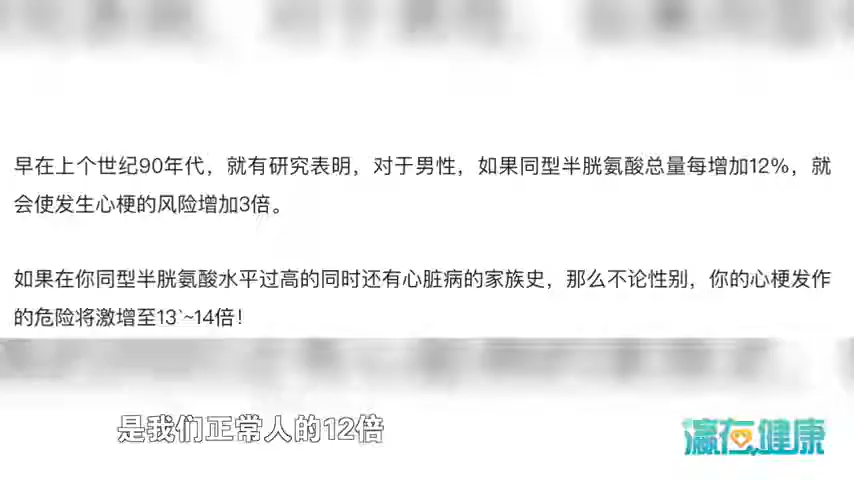 早在上个世纪90年代，就有研究表明，对于男性，如果同型半胱氨酸总量每增加12%，就
会使发生心梗的风险增加3倍。
如果在你同型半胱氨酸水平过高的同时还有心脏病的家族史，那么不论性别，你的心梗发作
的危险将激增至13`~14倍！
是我们正常人的12倍
瀛在健康